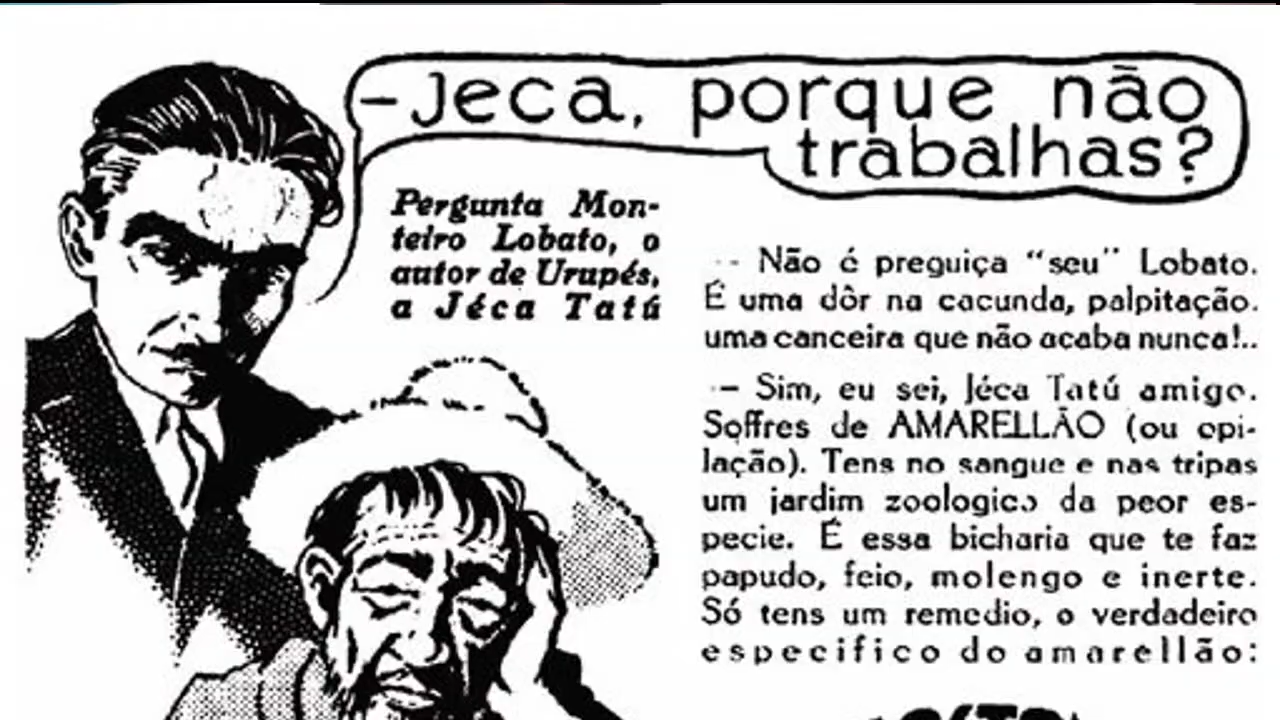 -Jeca, porque não
trabalhas?
Pergunta Mon-
teiro Lobato, o
autor de Urupés,
a Jéca Tatú
-- Não é preguiça "seu" Lobato.
É uma dôr na cacunda, palpitação.
uma canceira que não acaba nunca!..
-- Sim, eu sei, Jéca Tatú amigo.
Soffres de AMARELLÃO (ou opi-
lação). Tens no sangue e nas tripas
um jardim zoologico da peor es-
pecie. É essa bicharia que te faz
papudo, feio, molengo e inerte.
Só tens um remedio, o verdadeiro
especifico do amarellão: